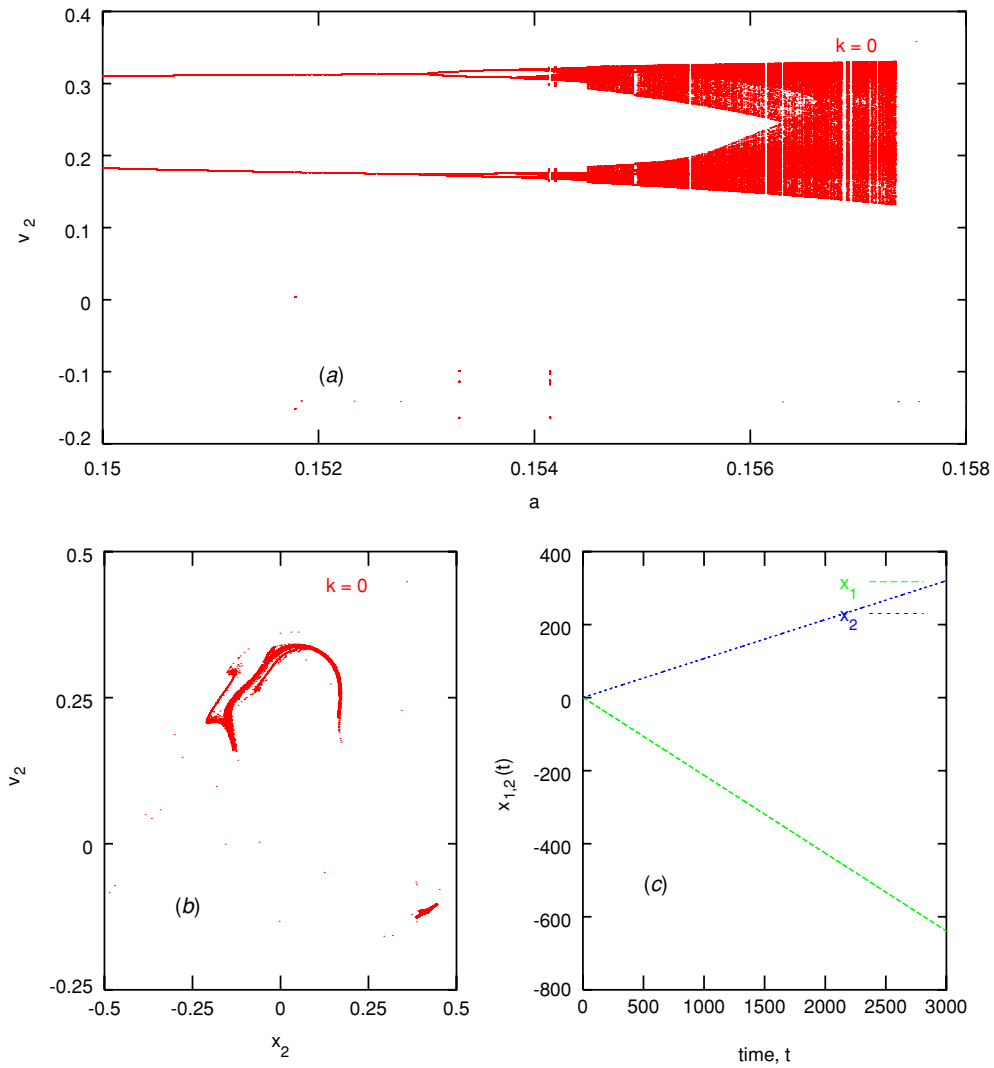 0.4
0.3
0.2
0.1
0
-0.1
-0.2
v 2
k = 0
(a)
0.15 0.152 0.154 0.156 0.158
a
0.5
0.25
0
-0.25
v2
k = 0
(b)
-0.5 -0.25 0 0.25 0.5
x2
400
200
0
-200
-400
-600
-800
x1,2(t)
x1
x2
(c)
0 500 1000 1500 2000 2500 3000
time, t